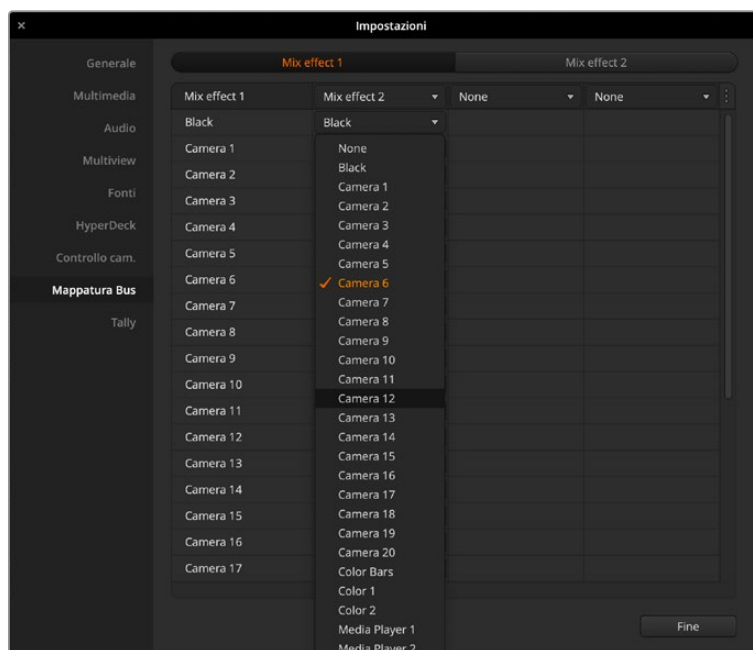 ×
Impostazioni
Generale
Multimedia
Audio
Multiview
Fonti
HyperDeck
Controllo cam.
Mappatura Bus
Tally
Mix effect 1
Mix effect 2
Mix effect 1
Mix effect 2
None
None
Black
Black
Camera 1
Camera 2
Camera 3
Camera 4
Camera 5
Camera 6
Camera 7
Camera 8
Camera 9
Camera 10
Camera 11
Camera 12
Camera 13
Camera 14
Camera 15
Camera 16
Camera 17
None
Black
Camera 1
Camera 2
Camera 3
Camera 4
Camera 5
Camera 6
Camera 7
Camera 8
Camera 9
Camera 10
Camera 11
Camera 12
Camera 13
Camera 14
Camera 15
Camera 16
Camera 17
Camera 18
Camera 19
Camera 20
Color Bars
Color 1
Color 2
Media Player 1
Media Player 2
Fine